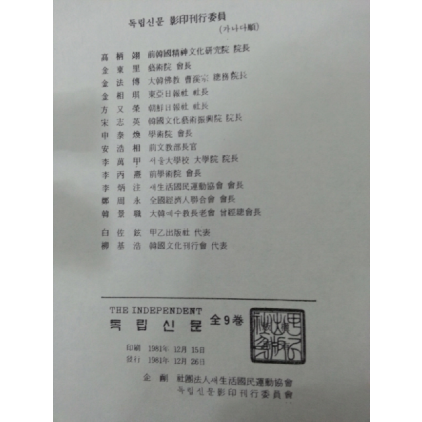 독립신문 影印刊行委員
(가나다順)
高柄翊 前韓國精神文化硏究院 院長
金東里 藝術院 會長
金法傳 大韓佛教 曹溪宗 總務院長
金相琪 東亞日報社 社長
方又榮 朝鮮日報社 社長
宋志英 韓國文化藝術振興院 院長
申泰煥 學術院 會長
安浩相 前文敎部長官
李萬甲 서울大學校 大學院 院長
李丙燾 前學術院 會長
李炳注 새生活國民運動協會 會長
鄭周永 全國經濟人聯合會 會長
韓景職 大韓예수敎長老會 會長
白佐鉉 甲乙出版社 代表
柳基浩 韓國文化刊行會 代表
THE INDEPENDENT
독립신문 全9巻
印刷 1981年 12月 15日
發行 1981年 12月 26日
企劃 社團法人새生活國民運動協會
독립신문影印刊行委員會